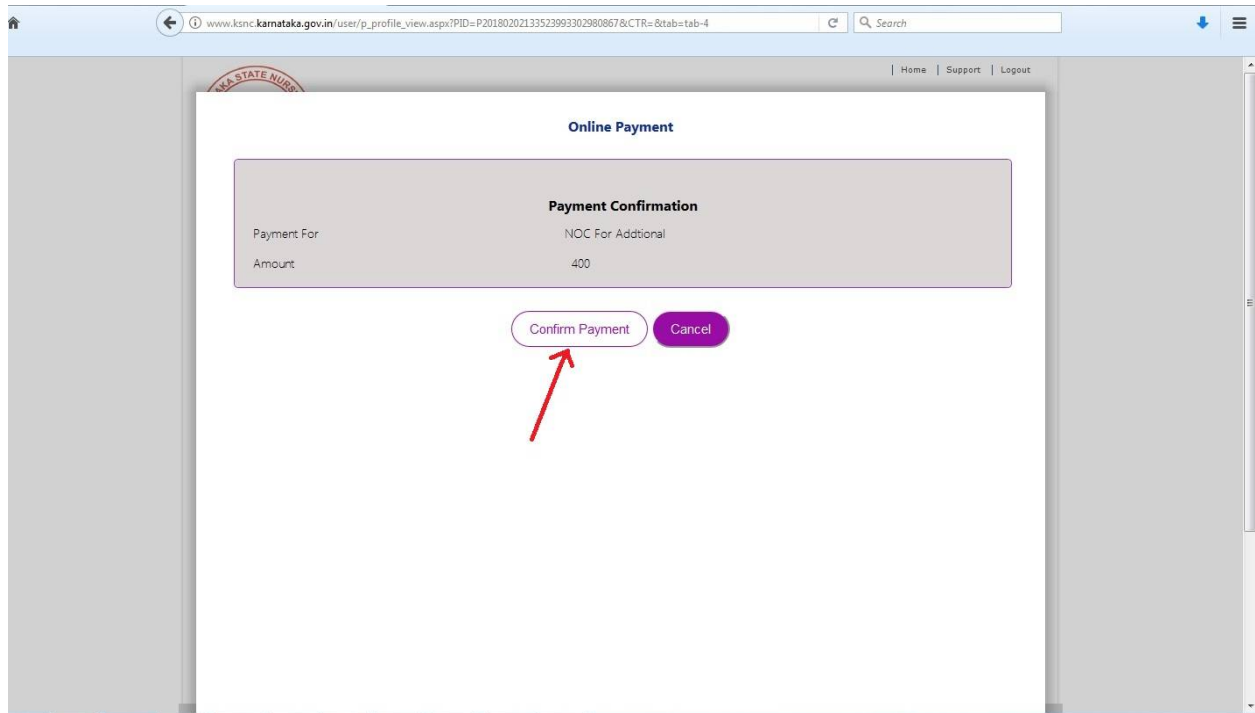 www.ksnc.karnataka.gov.in/user/p_profile_view.aspx?PID=P20180202133523993302980867&CTR=&tab=tab-4
Search
| Home | Support | Logout
STATE
Online Payment
Payment Confirmation
Payment For NOC For Addtional
Amount 400
Confirm Payment Cancel